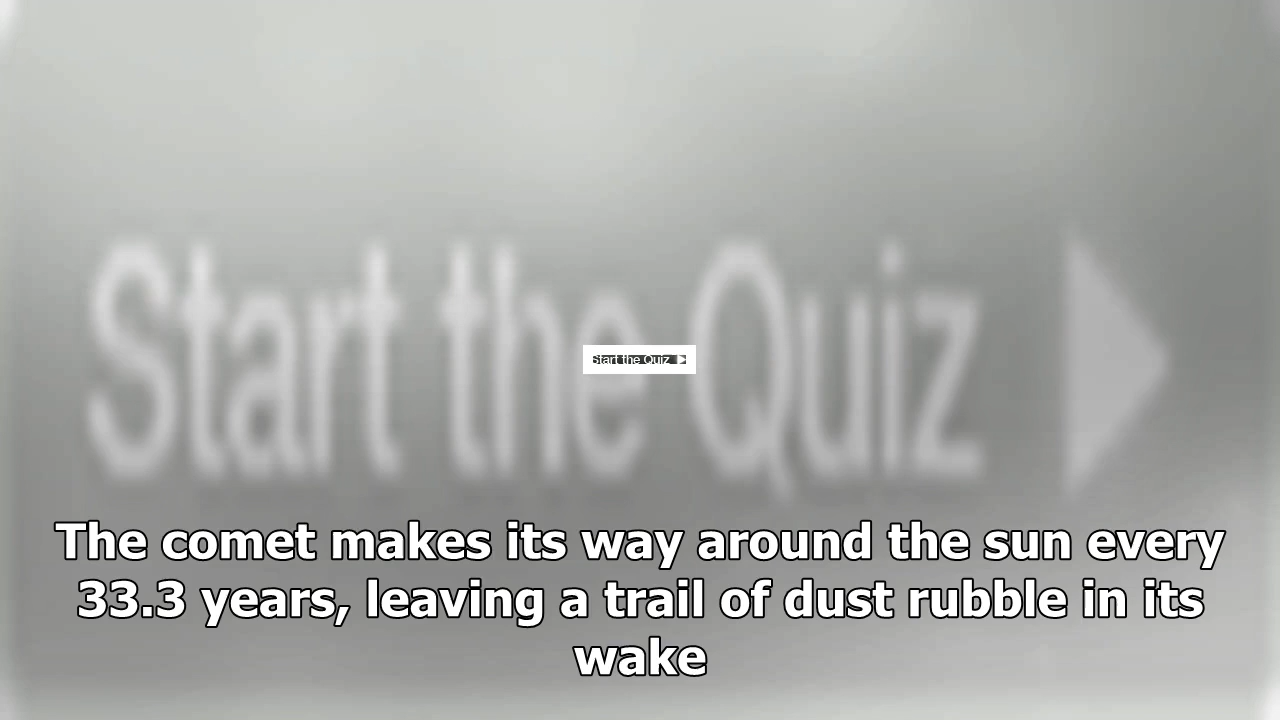 Start the Quiz
Start the Quiz
The comet makes its way around the sun every
33.3 years, leaving a trail of dust rubble in its
wake